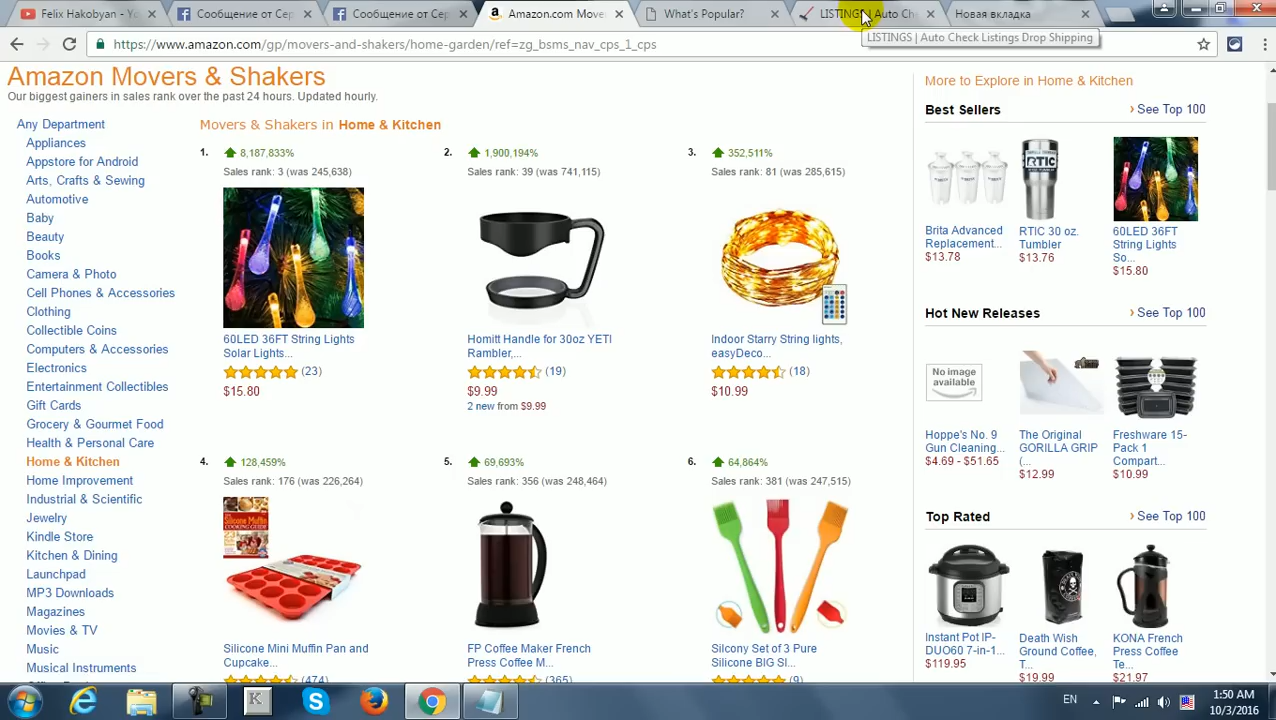 Felix Hakobyan - Yo
Сообщение от Сер
Сообщение от Сер
Amazon.com Move
What's Popular?
LISTINGS | Auto Che
Новая вкладка
https://www.amazon.com/gp/movers-and-shakers/home-garden/ref=zg_bsms_nav_cps_1_cps
LISTINGS | Auto Check Listings Drop Shipping
Amazon Movers & Shakers
Our biggest gainers in sales rank over the past 24 hours. Updated hourly.
Any Department
Appliances
Appstore for Android
Arts, Crafts & Sewing
Automotive
Baby
Beauty
Books
Camera & Photo
Cell Phones & Accessories
Clothing
Collectible Coins
Computers & Accessories
Electronics
Entertainment Collectibles
Gift Cards
Grocery & Gourmet Food
Health & Personal Care
Home & Kitchen
Home Improvement
Industrial & Scientific
Jewelry
Kindle Store
Kitchen & Dining
Launchpad
MP3 Downloads
Magazines
Movies & TV
Music
Musical Instruments
Movers & Shakers in Home & Kitchen
1. 8,187,833%
Sales rank: 3 (was 245,638)
60LED 36FT String Lights
Solar Lights...
(23)
$15.80
2. 1,900,194%
Sales rank: 39 (was 741,115)
Homitt Handle for 30oz YETI
Rambler,...
(19)
$9.99
2 new from $9.99
3. 352,511%
Sales rank: 81 (was 285,615)
Indoor Starry String lights,
easyDeco...
(18)
$10.99
4. 128,459%
Sales rank: 176 (was 226,264)
Silicone Mini Muffin Pan and
Cupcake...
(474)
5. 69,693%
Sales rank: 356 (was 248,464)
FP Coffee Maker French
Press Coffee M...
(365)
6. 64,864%
Sales rank: 381 (was 247,515)
Silcony Set of 3 Pure
Silicone BIG SI...
(9)
More to Explore in Home & Kitchen
Best Sellers
› See Top 100
RTIC
Brita Advanced
Replacement...
$13.78
RTIC 30 oz.
Tumbler
$13.76
60LED 36FT
String Lights
So...
$15.80
Hot New Releases
› See Top 100
No image
available
Hoppe's No. 9
Gun Cleaning...
$4.69 - $51.65
The Original
GORILLA GRIP
(...
$12.99
Freshware 15-
Pack 1
Compart...
$10.99
Top Rated
› See Top 100
Instant Pot IP-
DUO60 7-in-1...
$119.95
Death Wish
Ground Coffee,
T...
$19.99
KONA French
Press Coffee
Te...
$21.97
EN
1:50 AM
10/3/2016